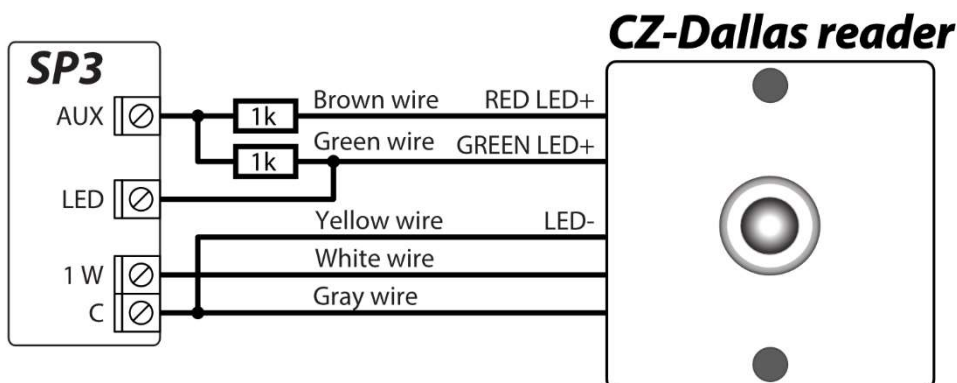 CZ-Dallas reader
SP3
AUX 1k Brown wire RED LED+
1k Green wire GREEN LED+
LED
Yellow wire LED-
1 W White wire
C Gray wire